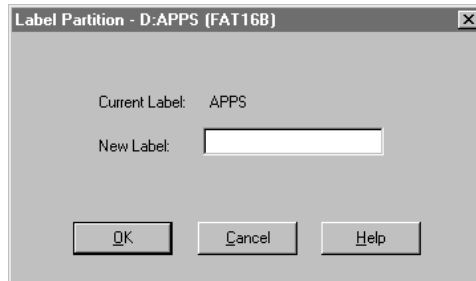 Label Partition - D:APPS (FAT16B)
Current Label: APPS
New Label:
OK Cancel Help